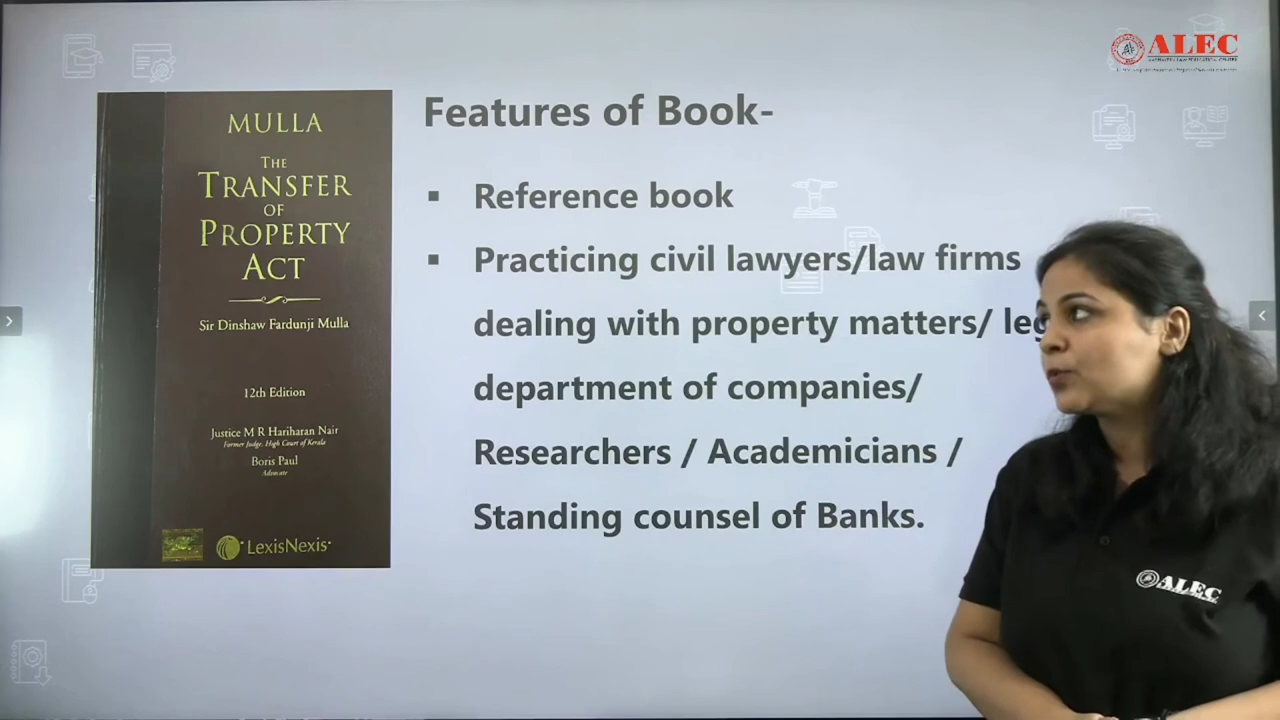 ALEC
MULLA
THE
TRANSFER
OF
PROPERTY
ACT
Sir Dinshaw Fardunji Mulla
12th Edition
Justice M R Hariharan Nair
Former Judge, High Court of Kerala
Boris Paul
Advocate
LexisNexis
Features of Book-
▪ Reference book
▪ Practicing civil lawyers/law firms
dealing with property matters/
department of companies/
Researchers / Academicians /
Standing counsel of Banks.
ALEC